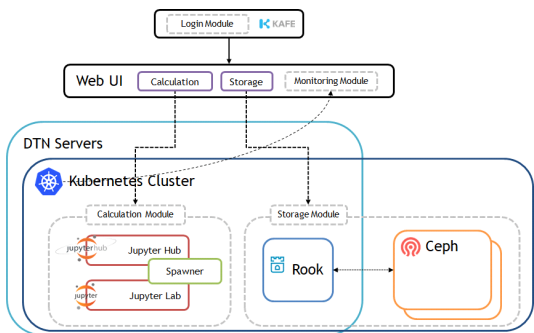 Login Module
KAFE
Web UI
Calculation
Storage
Monitoring Module
DTN Servers
Kubernetes Cluster
Calculation Module
Storage Module
jupyterhub
Jupyter Hub
Spawner
jupyter
Jupyter Lab
Rook
Ceph